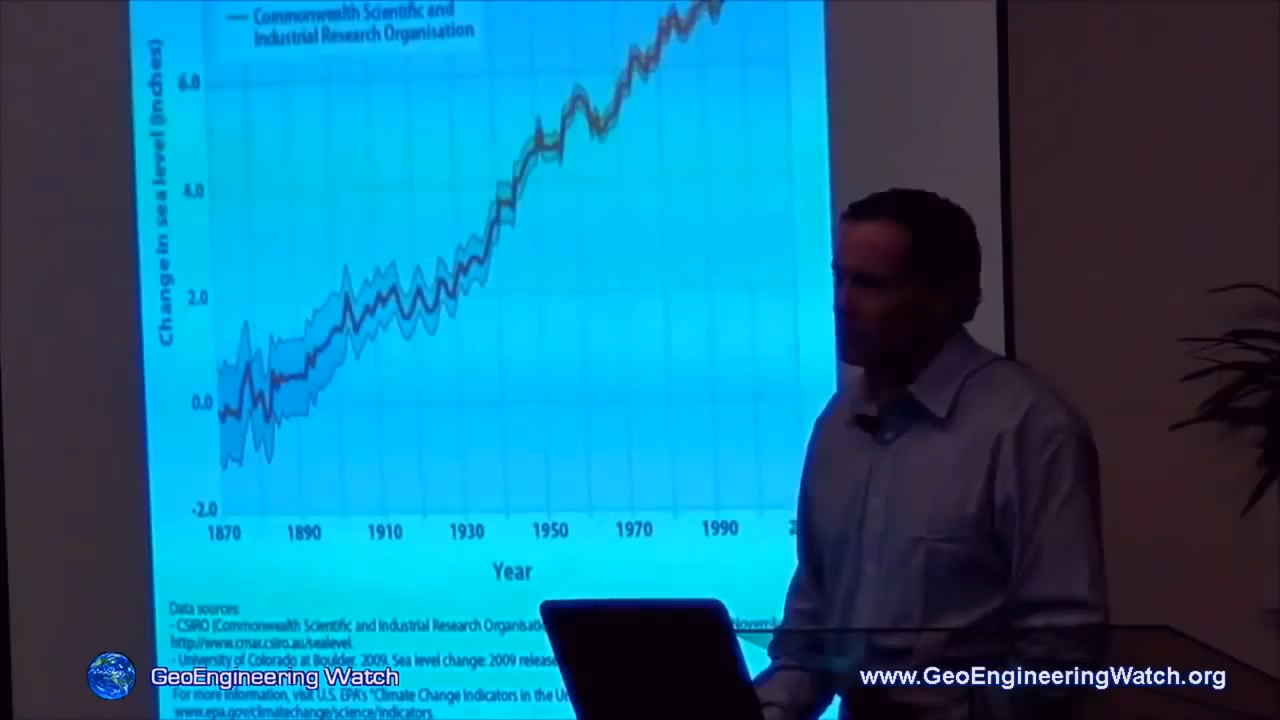 Commonwealth Scientific and
Industrial Research Organisation
Change in sea level (inches)
6.0
4.0
2.0
0.0
-2.0
1870 1890 1910 1930 1950 1970 1990
Year
Data sources:
- CSIRO (Commonwealth Scientific and Industrial Research
http://www.cmar.csiro.au/sealevel.
- University of Colorado at Boulder. 2009. Sea level change: 2009 release
For more information, visit U.S. EPA's "Climate Change Indicators in the
www.epa.gov/climatechange/science/indicators.
GeoEngineering Watch
www.GeoEngineeringWatch.org